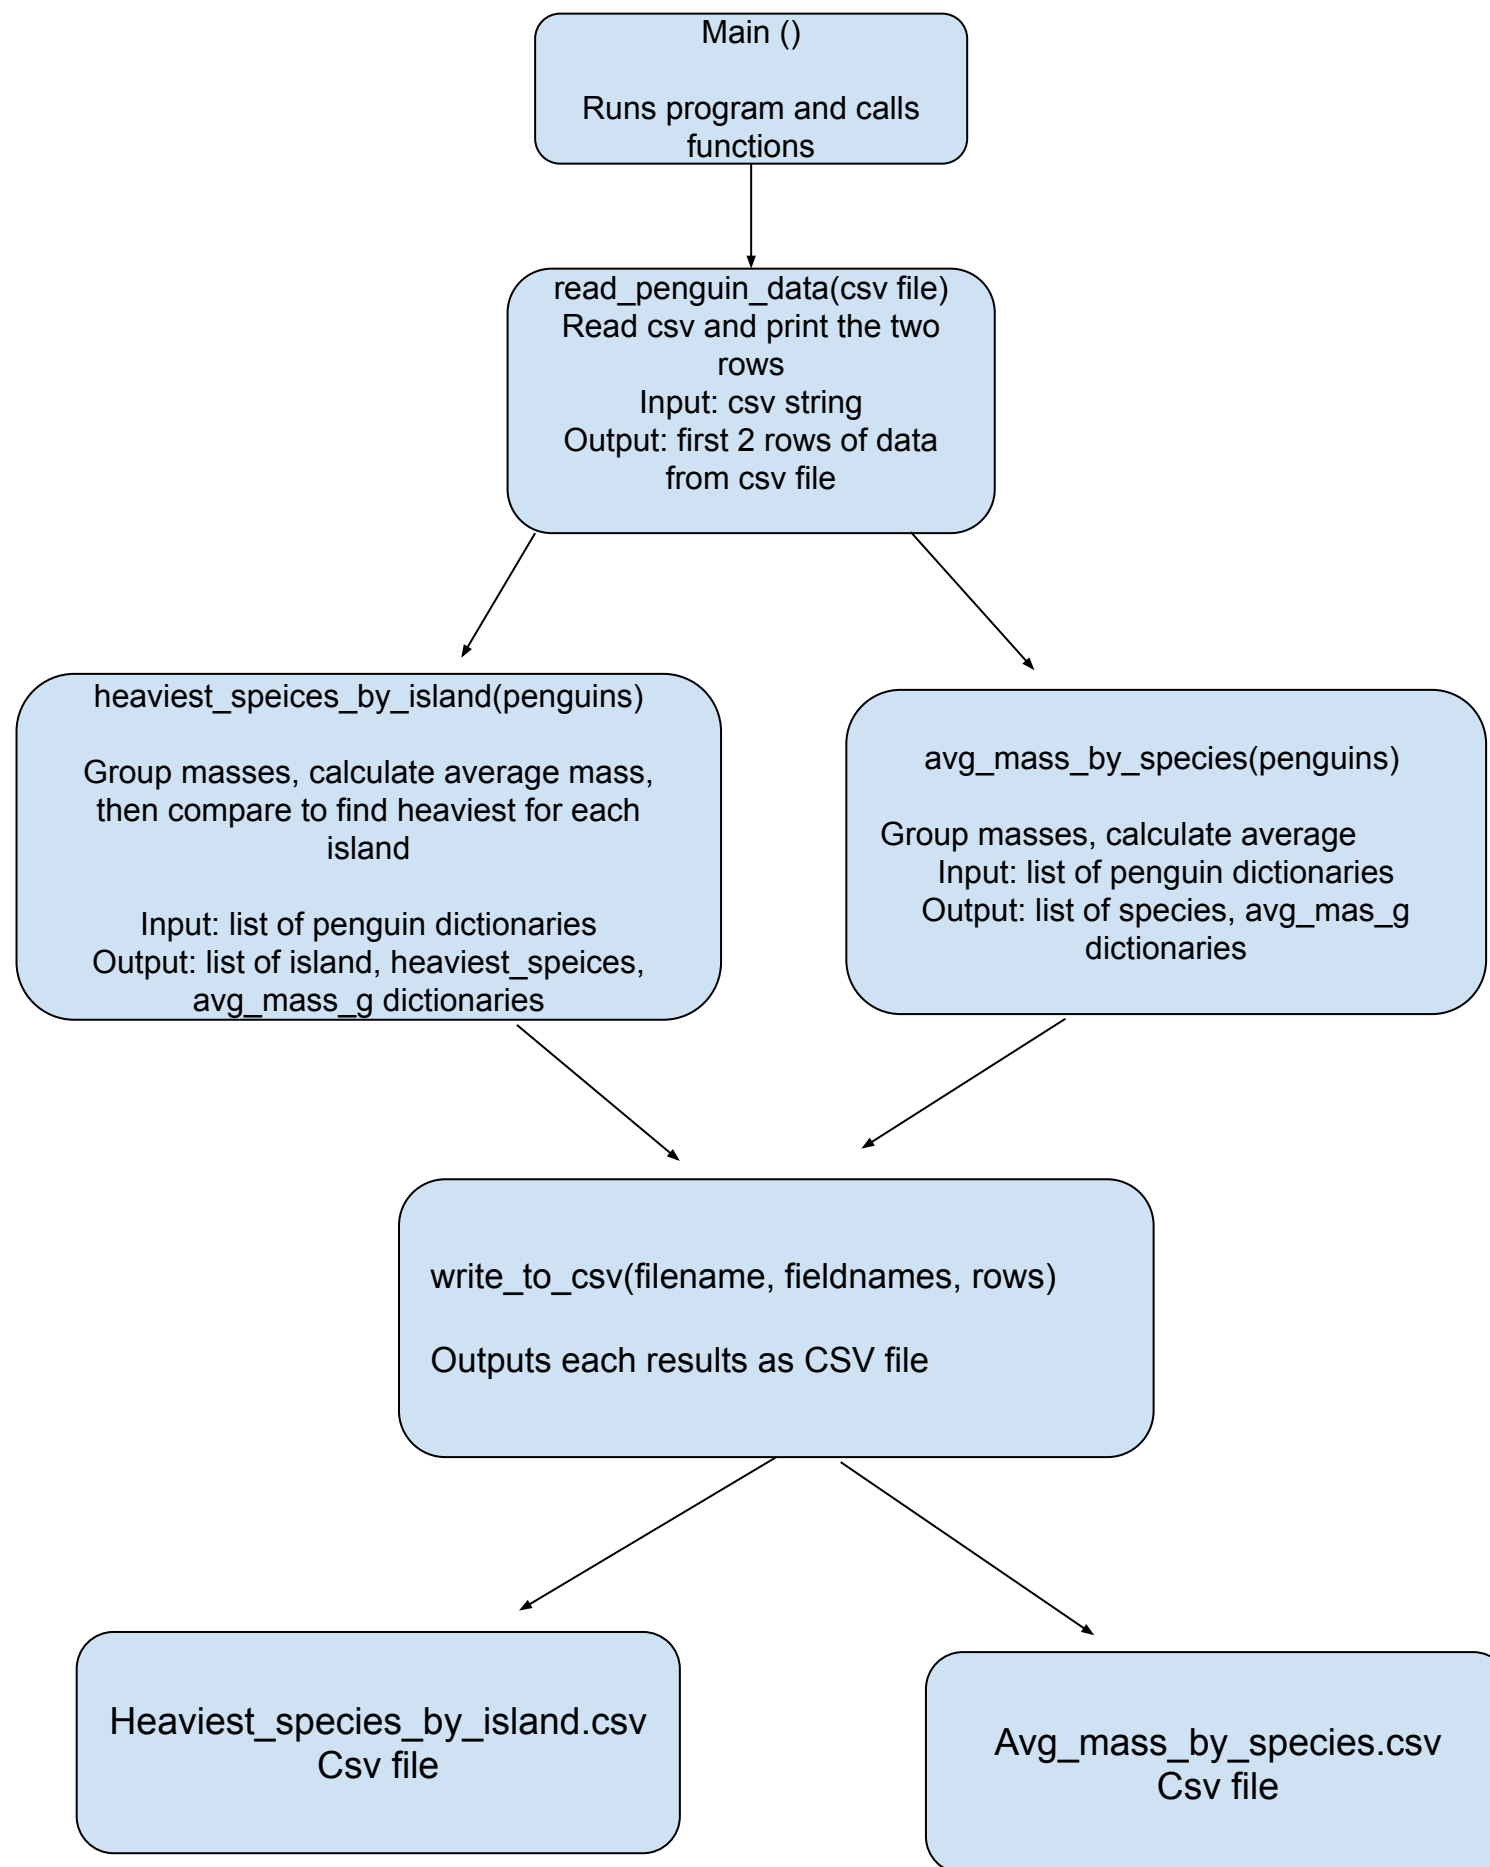 Main ()
Runs program and calls
functions
read_penguin_data(csv file)
Read csv and print the two
rows
Input: csv string
Output: first 2 rows of data
from csv file
heaviest_speices_by_island(penguins)
Group masses, calculate average mass,
then compare to find heaviest for each
island
Input: list of penguin dictionaries
Output: list of island, heaviest_speices,
avg_mass_g dictionaries
avg_mass_by_species(penguins)
Group masses, calculate average
Input: list of penguin dictionaries
Output: list of species, avg_mas_g
dictionaries
write_to_csv(filename, fieldnames, rows)
Outputs each results as CSV file
Heaviest_species_by_island.csv
Csv file
Avg_mass_by_species.csv
Csv file